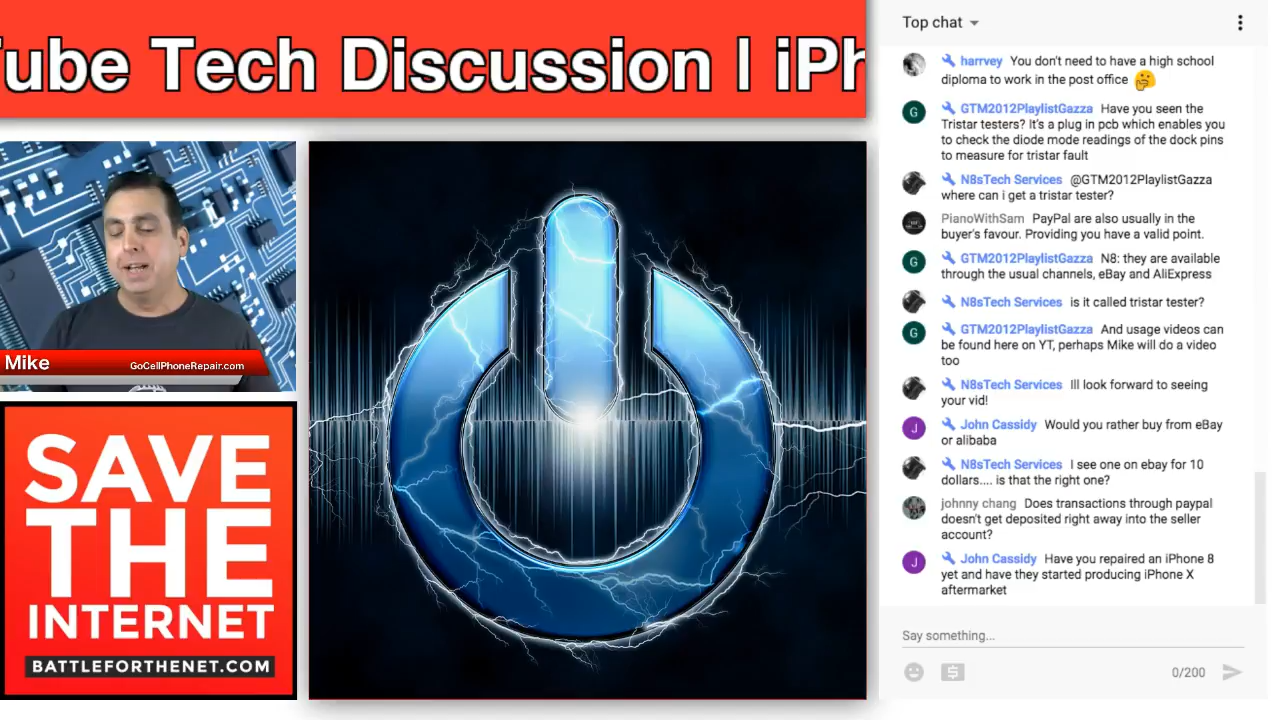 Tube Tech Discussion | iPh
Mike
GoCellPhoneRepair.com
SAVE
THE
INTERNET
BATTLEFORTHENET.COM
Top chat
harrvey You don't need to have a high school
diploma to work in the post office 🤔
G
GTM2012PlaylistGazza Have you seen the
Tristar testers? It's a plug in pcb which enables you
to check the diode mode readings of the dock pins
to measure for tristar fault
N8sTech Services @GTM2012PlaylistGazza
where can i get a tristar tester?
PianoWithSam PayPal are also usually in the
buyer's favour. Providing you have a valid point.
G
GTM2012PlaylistGazza N8: they are available
through the usual channels, eBay and AliExpress
N8sTech Services is it called tristar tester?
G
GTM2012PlaylistGazza And usage videos can
be found here on YT, perhaps Mike will do a video
too
N8sTech Services Ill look forward to seeing
your vid!
J
John Cassidy Would you rather buy from eBay
or alibaba
N8sTech Services I see one on ebay for 10
dollars.... is that the right one?
johnny chang Does transactions through paypal
doesn't get deposited right away into the seller
account?
J
John Cassidy Have you repaired an iPhone 8
yet and have they started producing iPhone X
aftermarket
Say something...
0/200